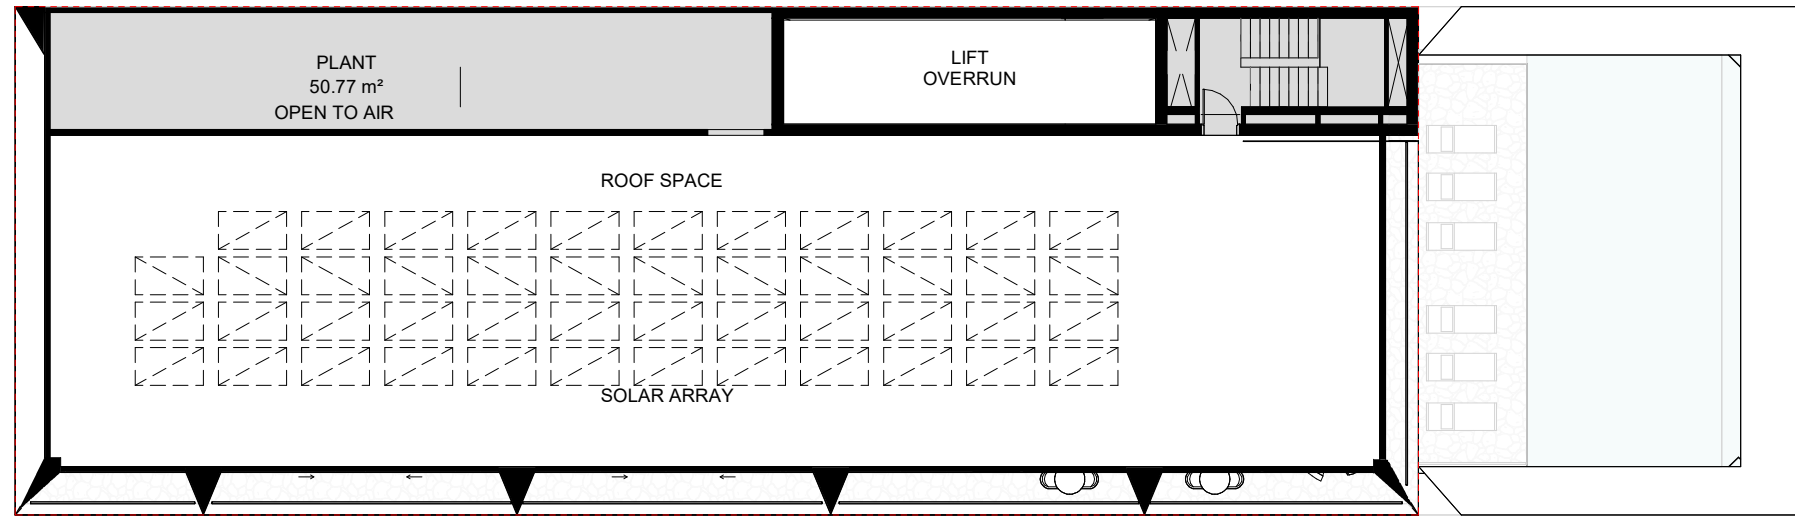 PLANT
50.77 m²
OPEN TO AIR
LIFT
OVERRUN
ROOF SPACE
SOLAR ARRAY